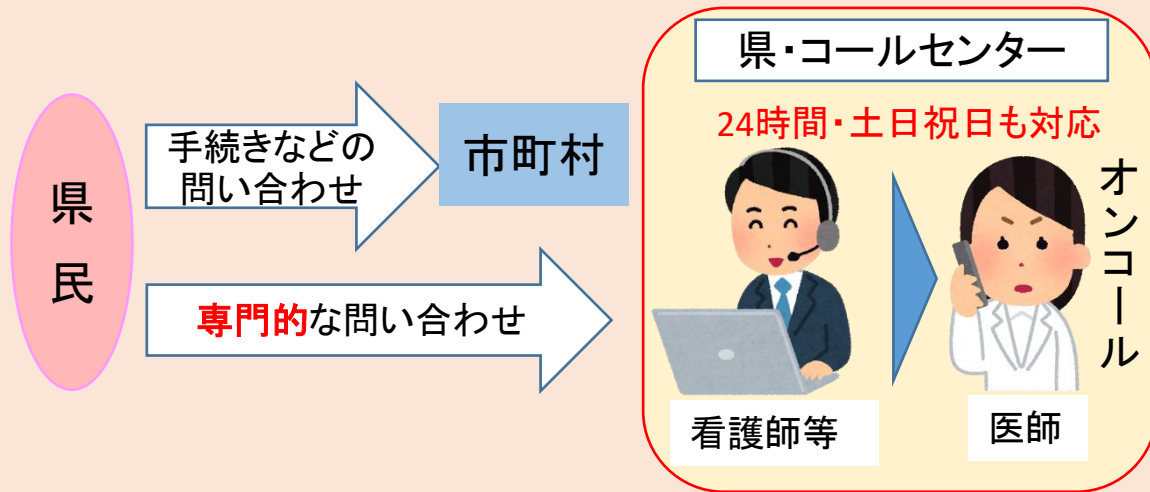 県民
手続きなどの
問い合わせ
市町村
専門的な問い合わせ
県・コールセンター
24時間・土日祝日も対応
オンコール
看護師等
医師